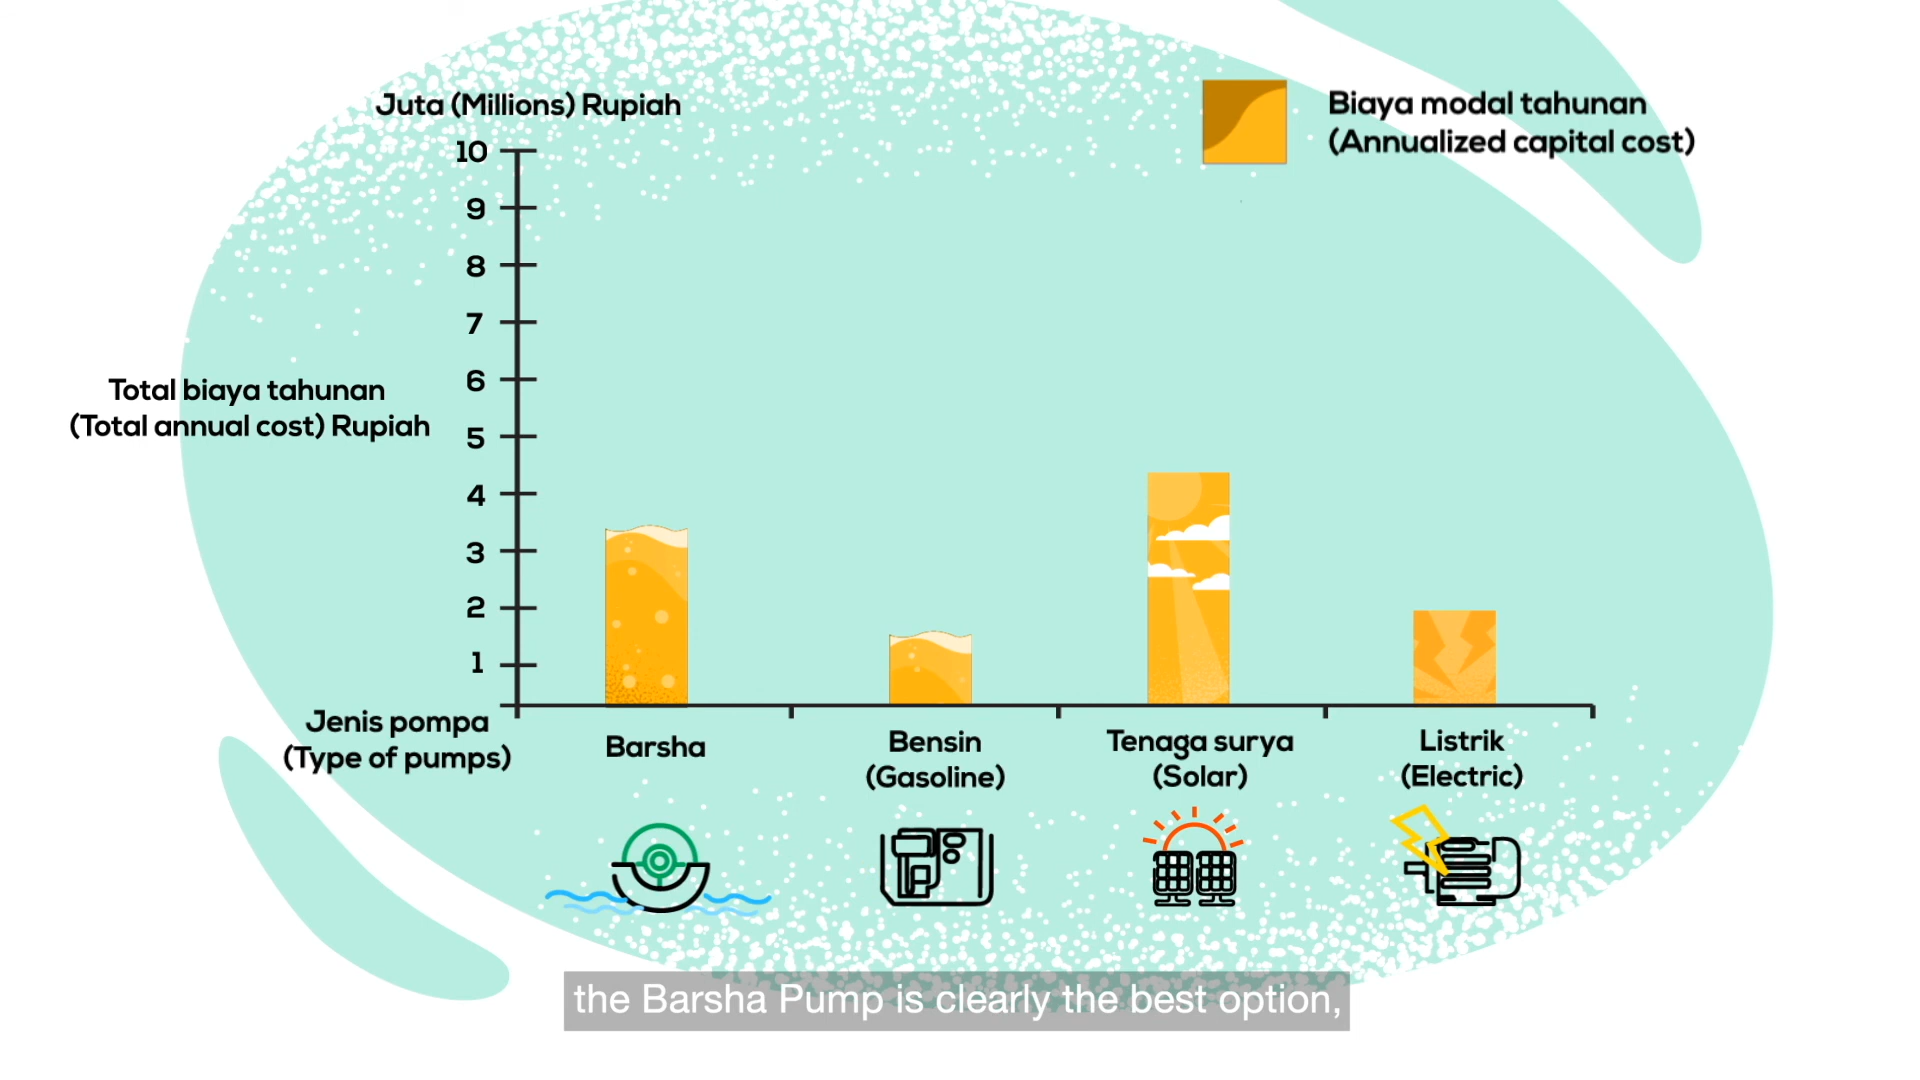 Juta (Millions) Rupiah
Biaya modal tahunan
(Annualized capital cost)
10
9
8
7
6
5
4
3
2
1
Total biaya tahunan
(Total annual cost) Rupiah
Jenis pompa
(Type of pumps)
Barsha
Bensin
(Gasoline)
Tenaga surya
(Solar)
Listrik
(Electric)
the Barsha Pump is clearly the best option,